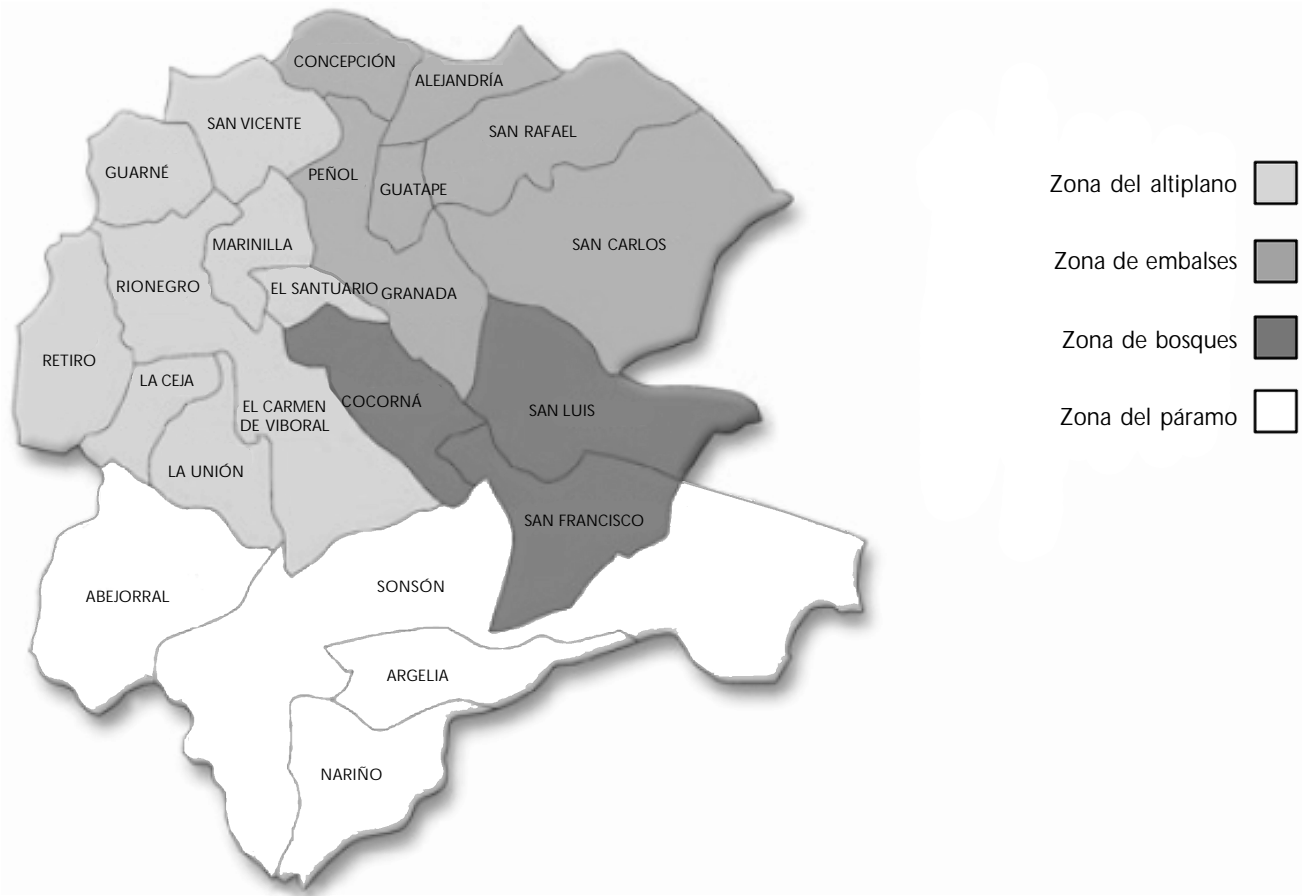 CONCEPCIÓN
ALEJANDRÍA
SAN VICENTE
SAN RAFAEL
GUARNÉ
PEÑOL
GUATAPE
MARINILLA
SAN CARLOS
RIONEGRO
EL SANTUARIO
GRANADA
RETIRO
LA CEJA
COCORNÁ
EL CARMEN
DE VIBORAL
SAN LUIS
LA UNIÓN
SAN FRANCISCO
ABEJORRAL
SONSÓN
ARGELIA
NARIÑO
Zona del altiplano
Zona de embalses
Zona de bosques
Zona del páramo